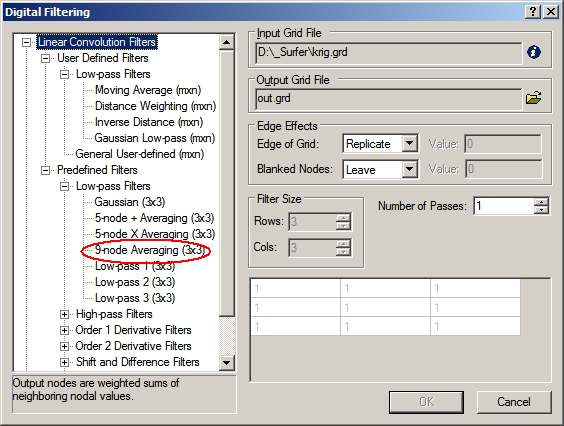 Digital Filtering
Linear Convolution Filters
User Defined Filters
Low-pass Filters
Moving Average (mxn)
Distance Weighting (mxn)
Inverse Distance (mxn)
Gaussian Low-pass (mxn)
General User-defined (mxn)
Predefined Filters
Low-pass Filters
Gaussian (3x3)
5-node + Averaging (3x3)
5-node X Averaging (3x3)
9-node Averaging (3x3)
Low-pass 1 (3x3)
Low-pass 2 (3x3)
Low-pass 3 (3x3)
High-pass Filters
Order 1 Derivative Filters
Order 2 Derivative Filters
Shift and Difference Filters
Output nodes are weighted sums of
neighboring nodal values.
Input Grid File
D:\_Surfer\krig.grd
Output Grid File
out.grd
Edge Effects
Edge of Grid: Replicate Value: 0
Blanked Nodes: Leave Value: 0
Filter Size
Rows: 3
Cols: 3
Number of Passes: 1
1 1 1
1 1 1
1 1 1
OK Cancel